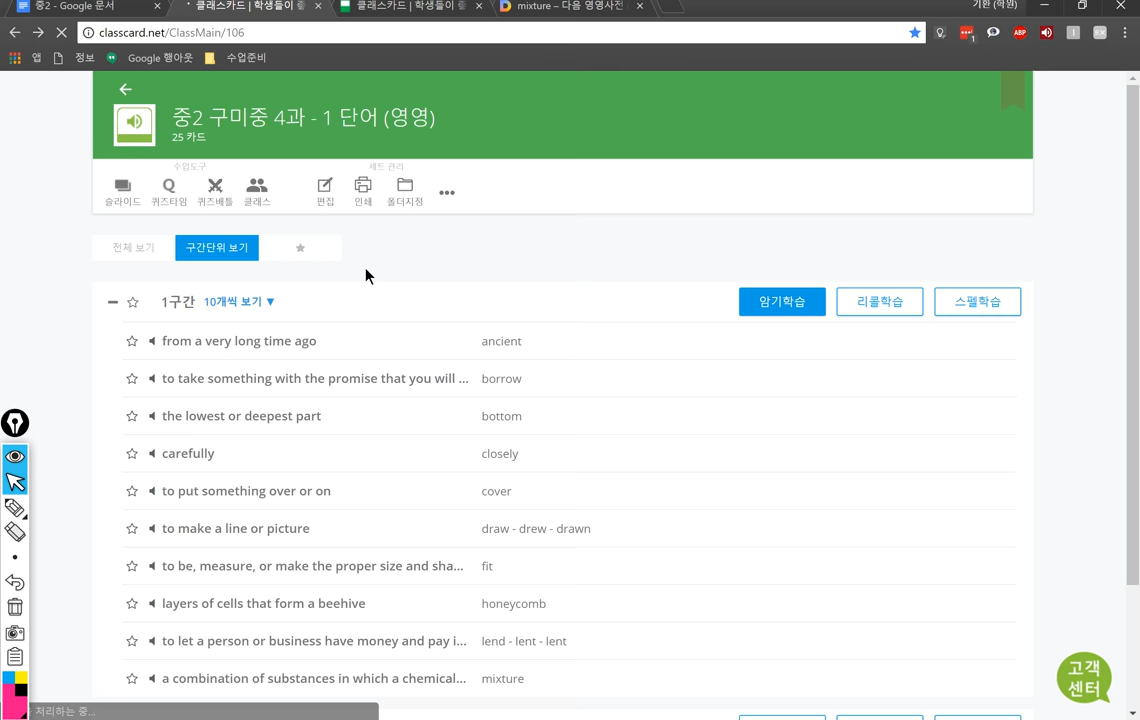 중2 - Google 문서
클래스카드 | 학생들이 좋
클래스카드 | 학생들이 좋
mixture – 다음 영영사전
기환 (학원)
classcard.net/ClassMain/106
ABP
1
앱
정보
Google 행아웃
수업준비
중2 구미중 4과 - 1 단어 (영영)
25 카드
수업도구
세트 관리
슬라이드
Q
퀴즈타임
퀴즈배틀
클래스
편집
인쇄
폴더지정
전체 보기
구간단위 보기
1구간 10개씩 보기 ▼
암기학습
리콜학습
스펠학습
from a very long time ago ancient
to take something with the promise that you will ... borrow
the lowest or deepest part bottom
carefully closely
to put something over or on cover
to make a line or picture draw - drew - drawn
to be, measure, or make the proper size and sha... fit
layers of cells that form a beehive honeycomb
to let a person or business have money and pay i... lend - lent - lent
a combination of substances in which a chemical... mixture
고객
센터
처리하는 중...